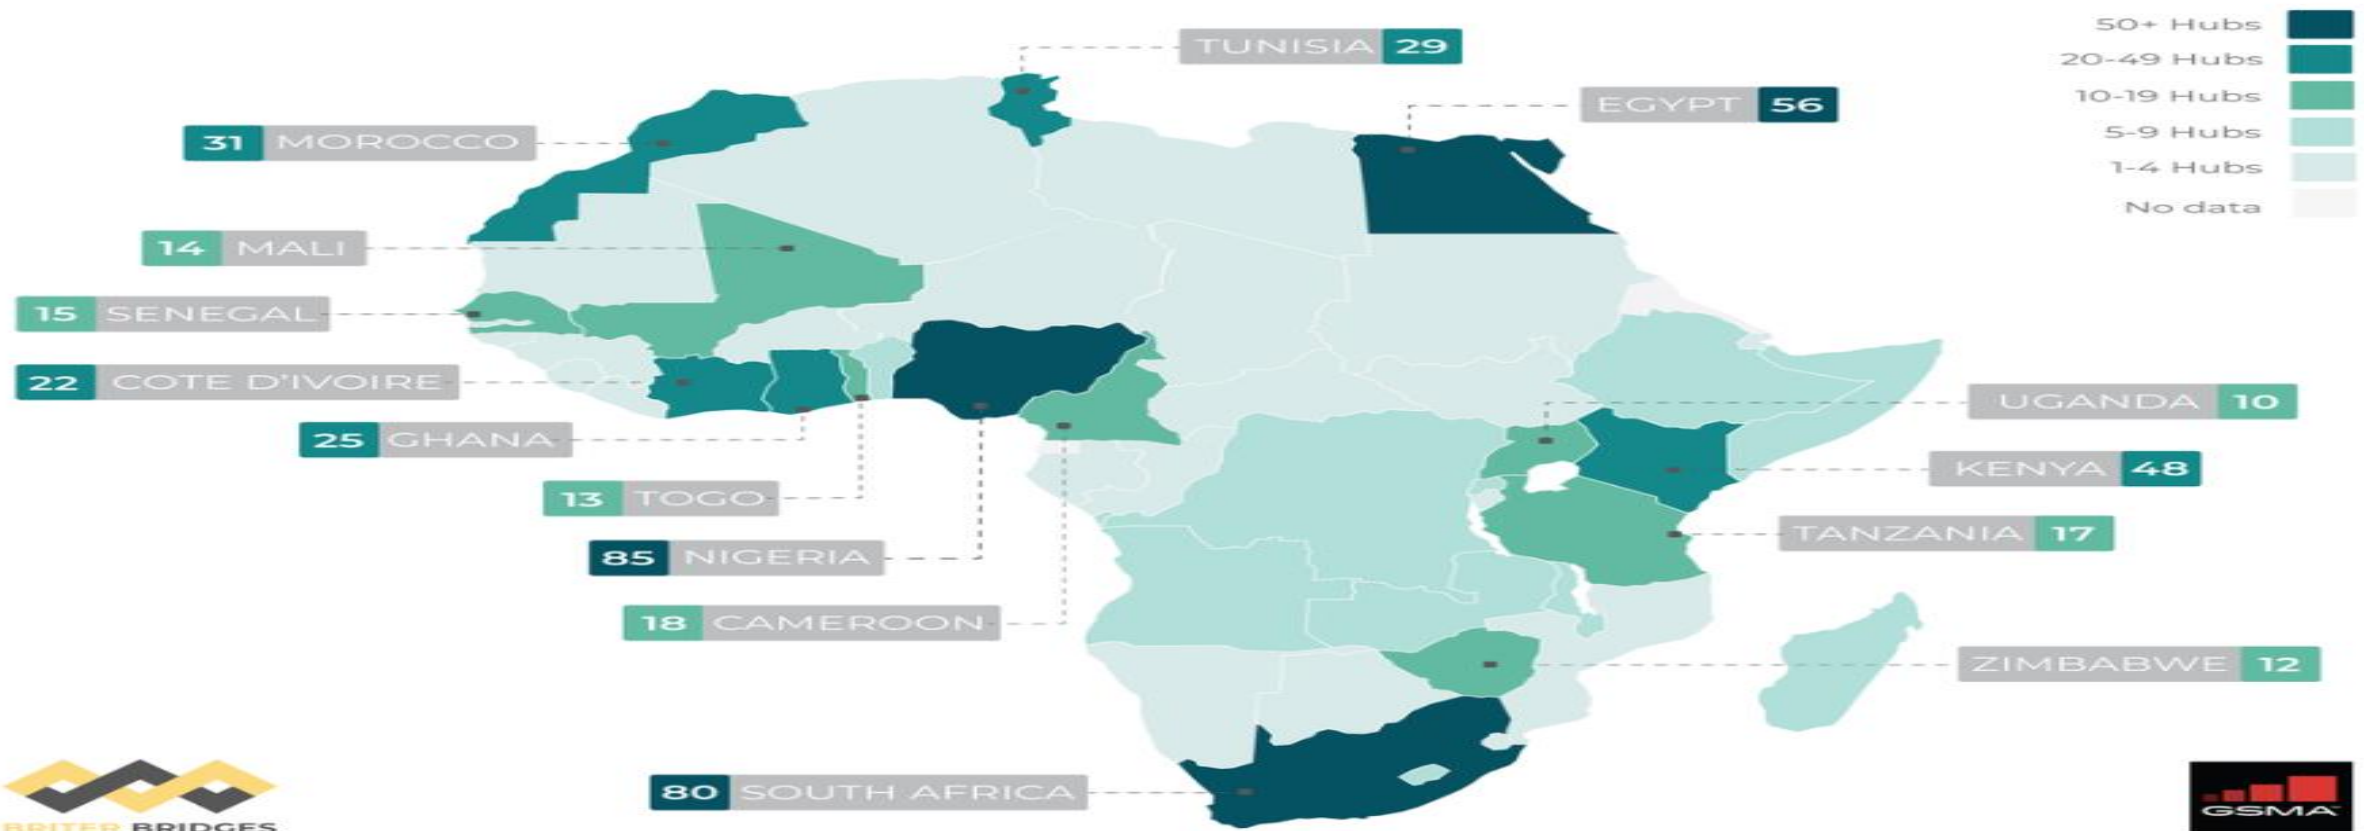 TUNISIA 29
EGYPT 56
50+ Hubs
20-49 Hubs
10-19 Hubs
5-9 Hubs
1-4 Hubs
No data
31 MOROCCO
14 MALI
15 SENEGAL
22 COTE D'IVOIRE
25 GHANA
13 TOGO
85 NIGERIA
18 CAMEROON
80 SOUTH AFRICA
UGANDA 10
KENYA 48
TANZANIA 17
ZIMBABWE 12
BRITER BRIDGES
GSMA